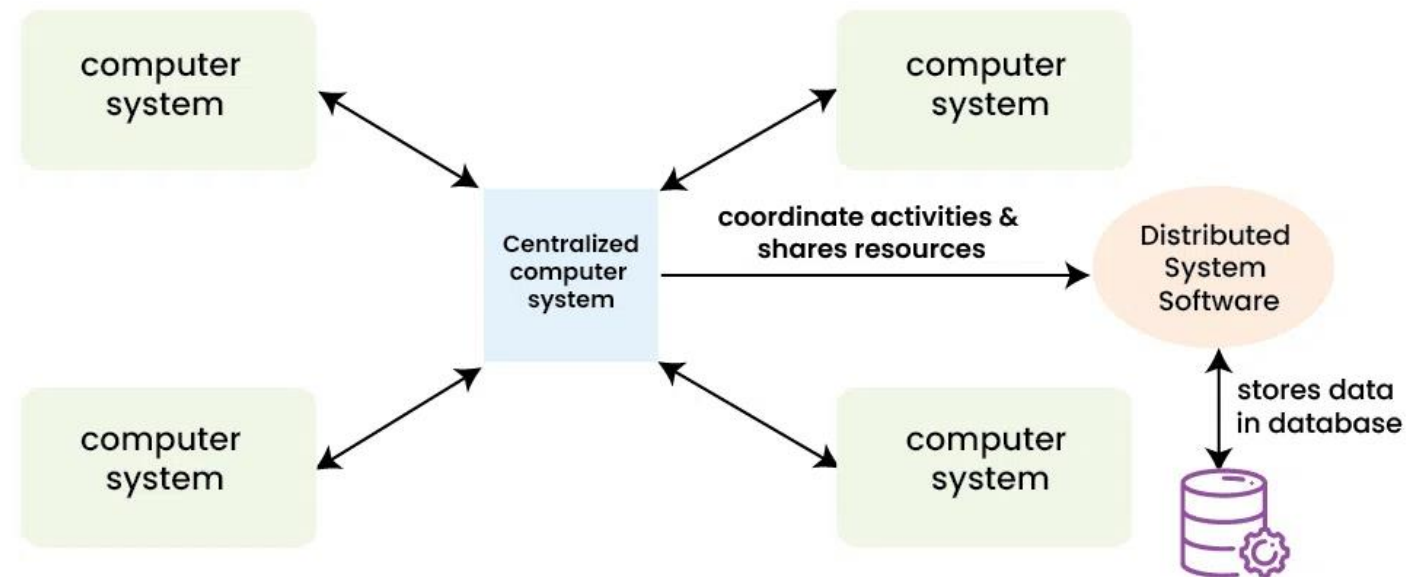 computer
system
computer
system
Centralized
computer
system
coordinate activities &
shares resources
Distributed
System
Software
computer
system
computer
system
stores data
in database